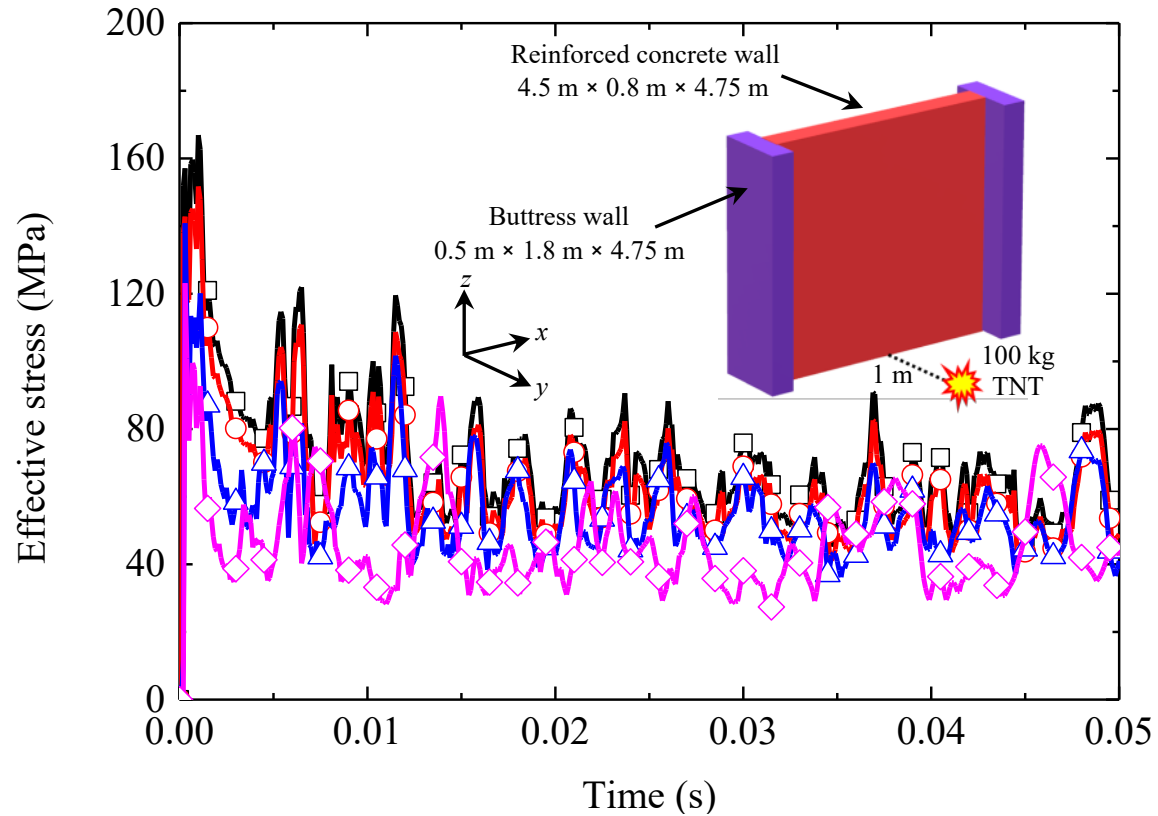 200
160
120
80
40
0
Effective stress (MPa)
0.00
0.01
0.02
0.03
0.04
0.05
Time (s)
Reinforced concrete wall
4.5 m × 0.8 m × 4.75 m
Buttress wall
0.5 m × 1.8 m × 4.75 m
z
x
y
1 m
100 kg
TNT